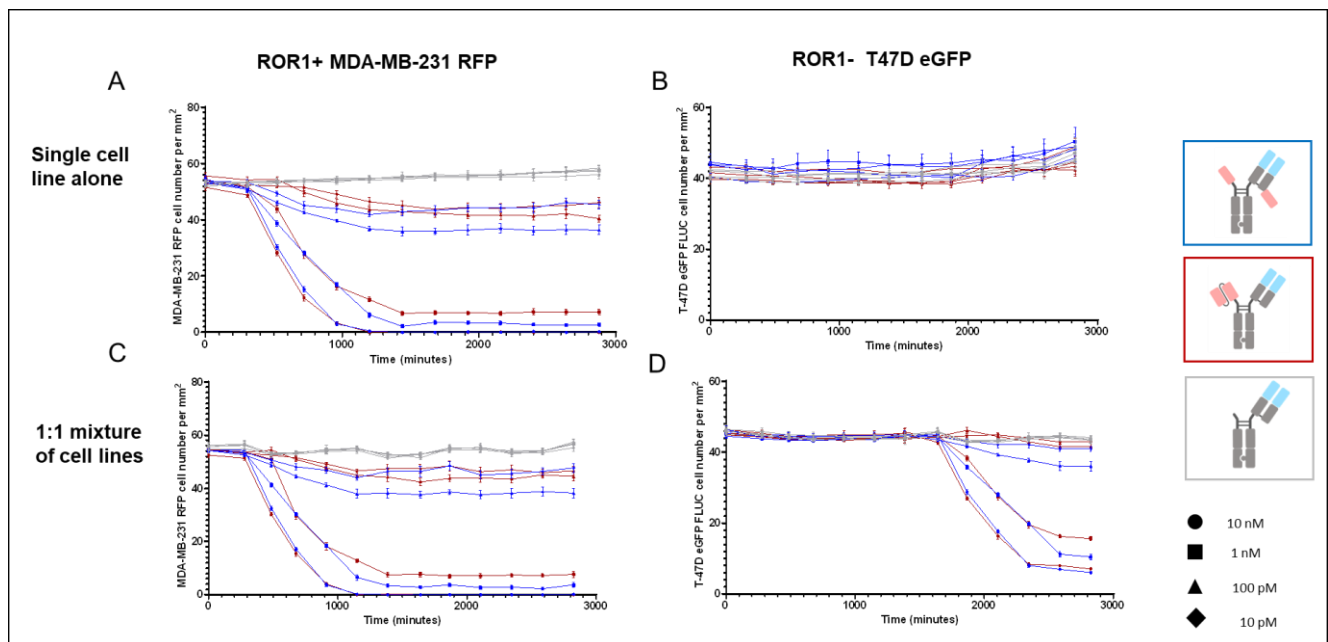 ROR1+ MDA-MB-231 RFP
ROR1- T47D eGFP
A
B
Single cell
line alone
MDA-MB-231 RFP cell number per mm²
80
60
40
20
0
0
1000
2000
3000
Time (minutes)
T-47D eGFP FLUC cell number per mm²
60
40
20
0
0
1000
2000
3000
Time (minutes)
C
D
1:1 mixture
of cell lines
MDA-MB-231 RFP cell number per mm²
80
60
40
20
0
0
1000
2000
3000
Time (minutes)
T-47D eGFP FLUC cell number per mm²
60
40
20
0
0
1000
2000
3000
Time (minutes)
10 nM
1 nM
100 pM
10 pM